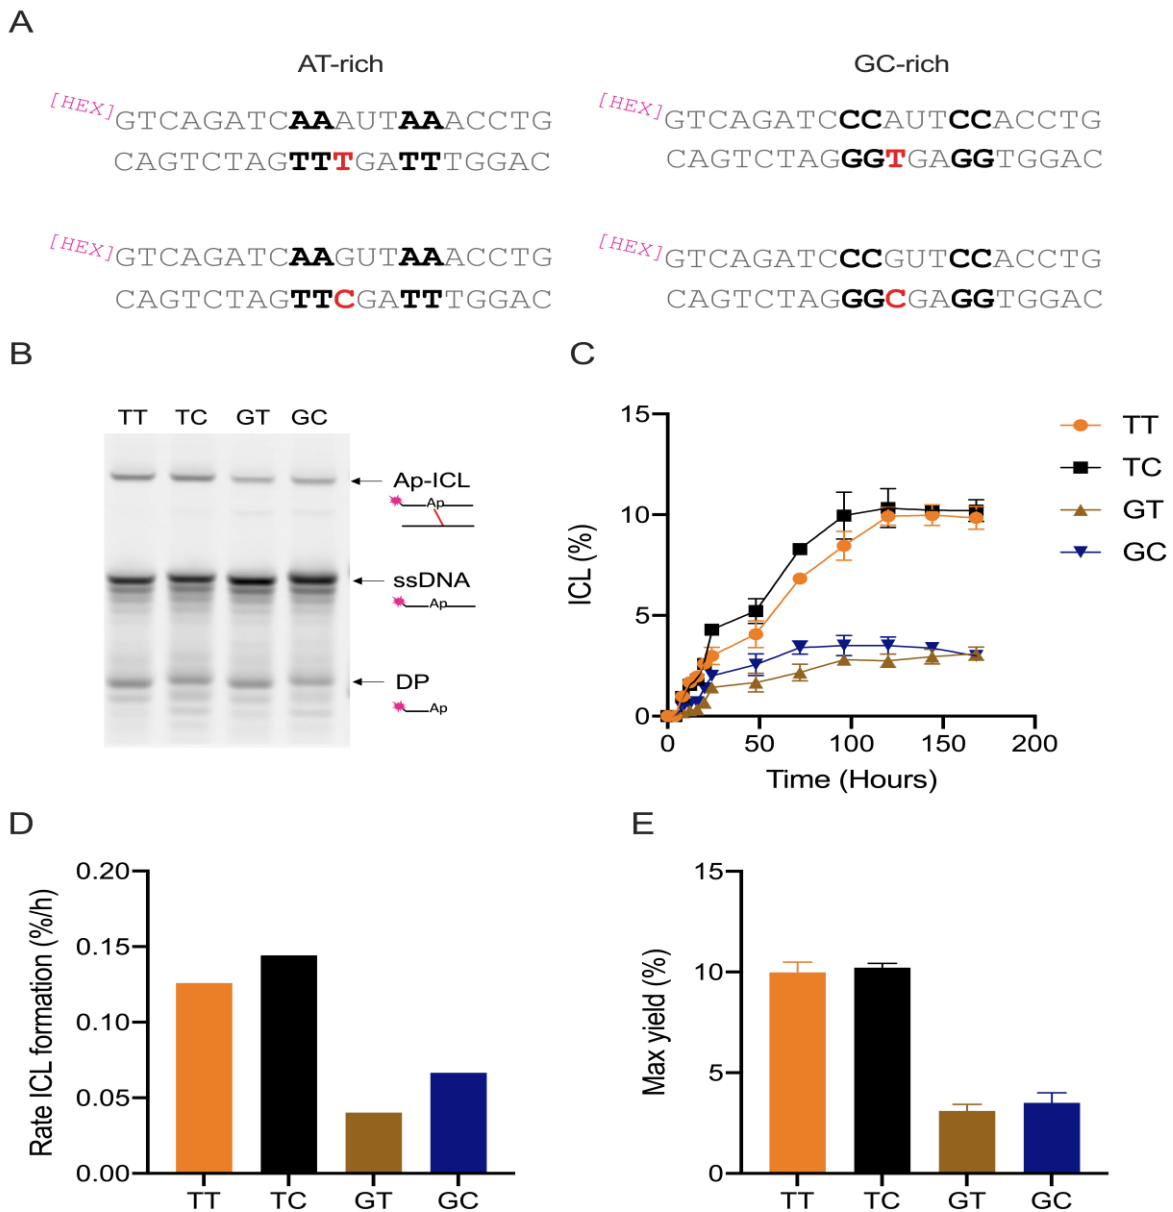 A
AT-rich
GC-rich
[HEX]GTCAGATCAAAUTAAACCTG
CAGTCTAGTTTGATTTGGAC
[HEX]GTCAGATCCCAUTCCACCTG
CAGTCTAGGGTGAGGTGGAC
[HEX]GTCAGATCAAGUTAAACCTG
CAGTCTAGTTCGATTTGGAC
[HEX]GTCAGATCCCGUTCCACCTG
CAGTCTAGGGCGAGGTGGAC
B
TT TC GT GC
Ap-ICL
Ap
ssDNA
Ap
DP
Ap
C
ICL (%)
15
10
5
0
0 50 100 150 200
Time (Hours)
TT
TC
GT
GC
D
Rate ICL formation (%/h)
0.20
0.15
0.10
0.05
0.00
TT TC GT GC
E
Max yield (%)
15
10
5
0
TT TC GT GC